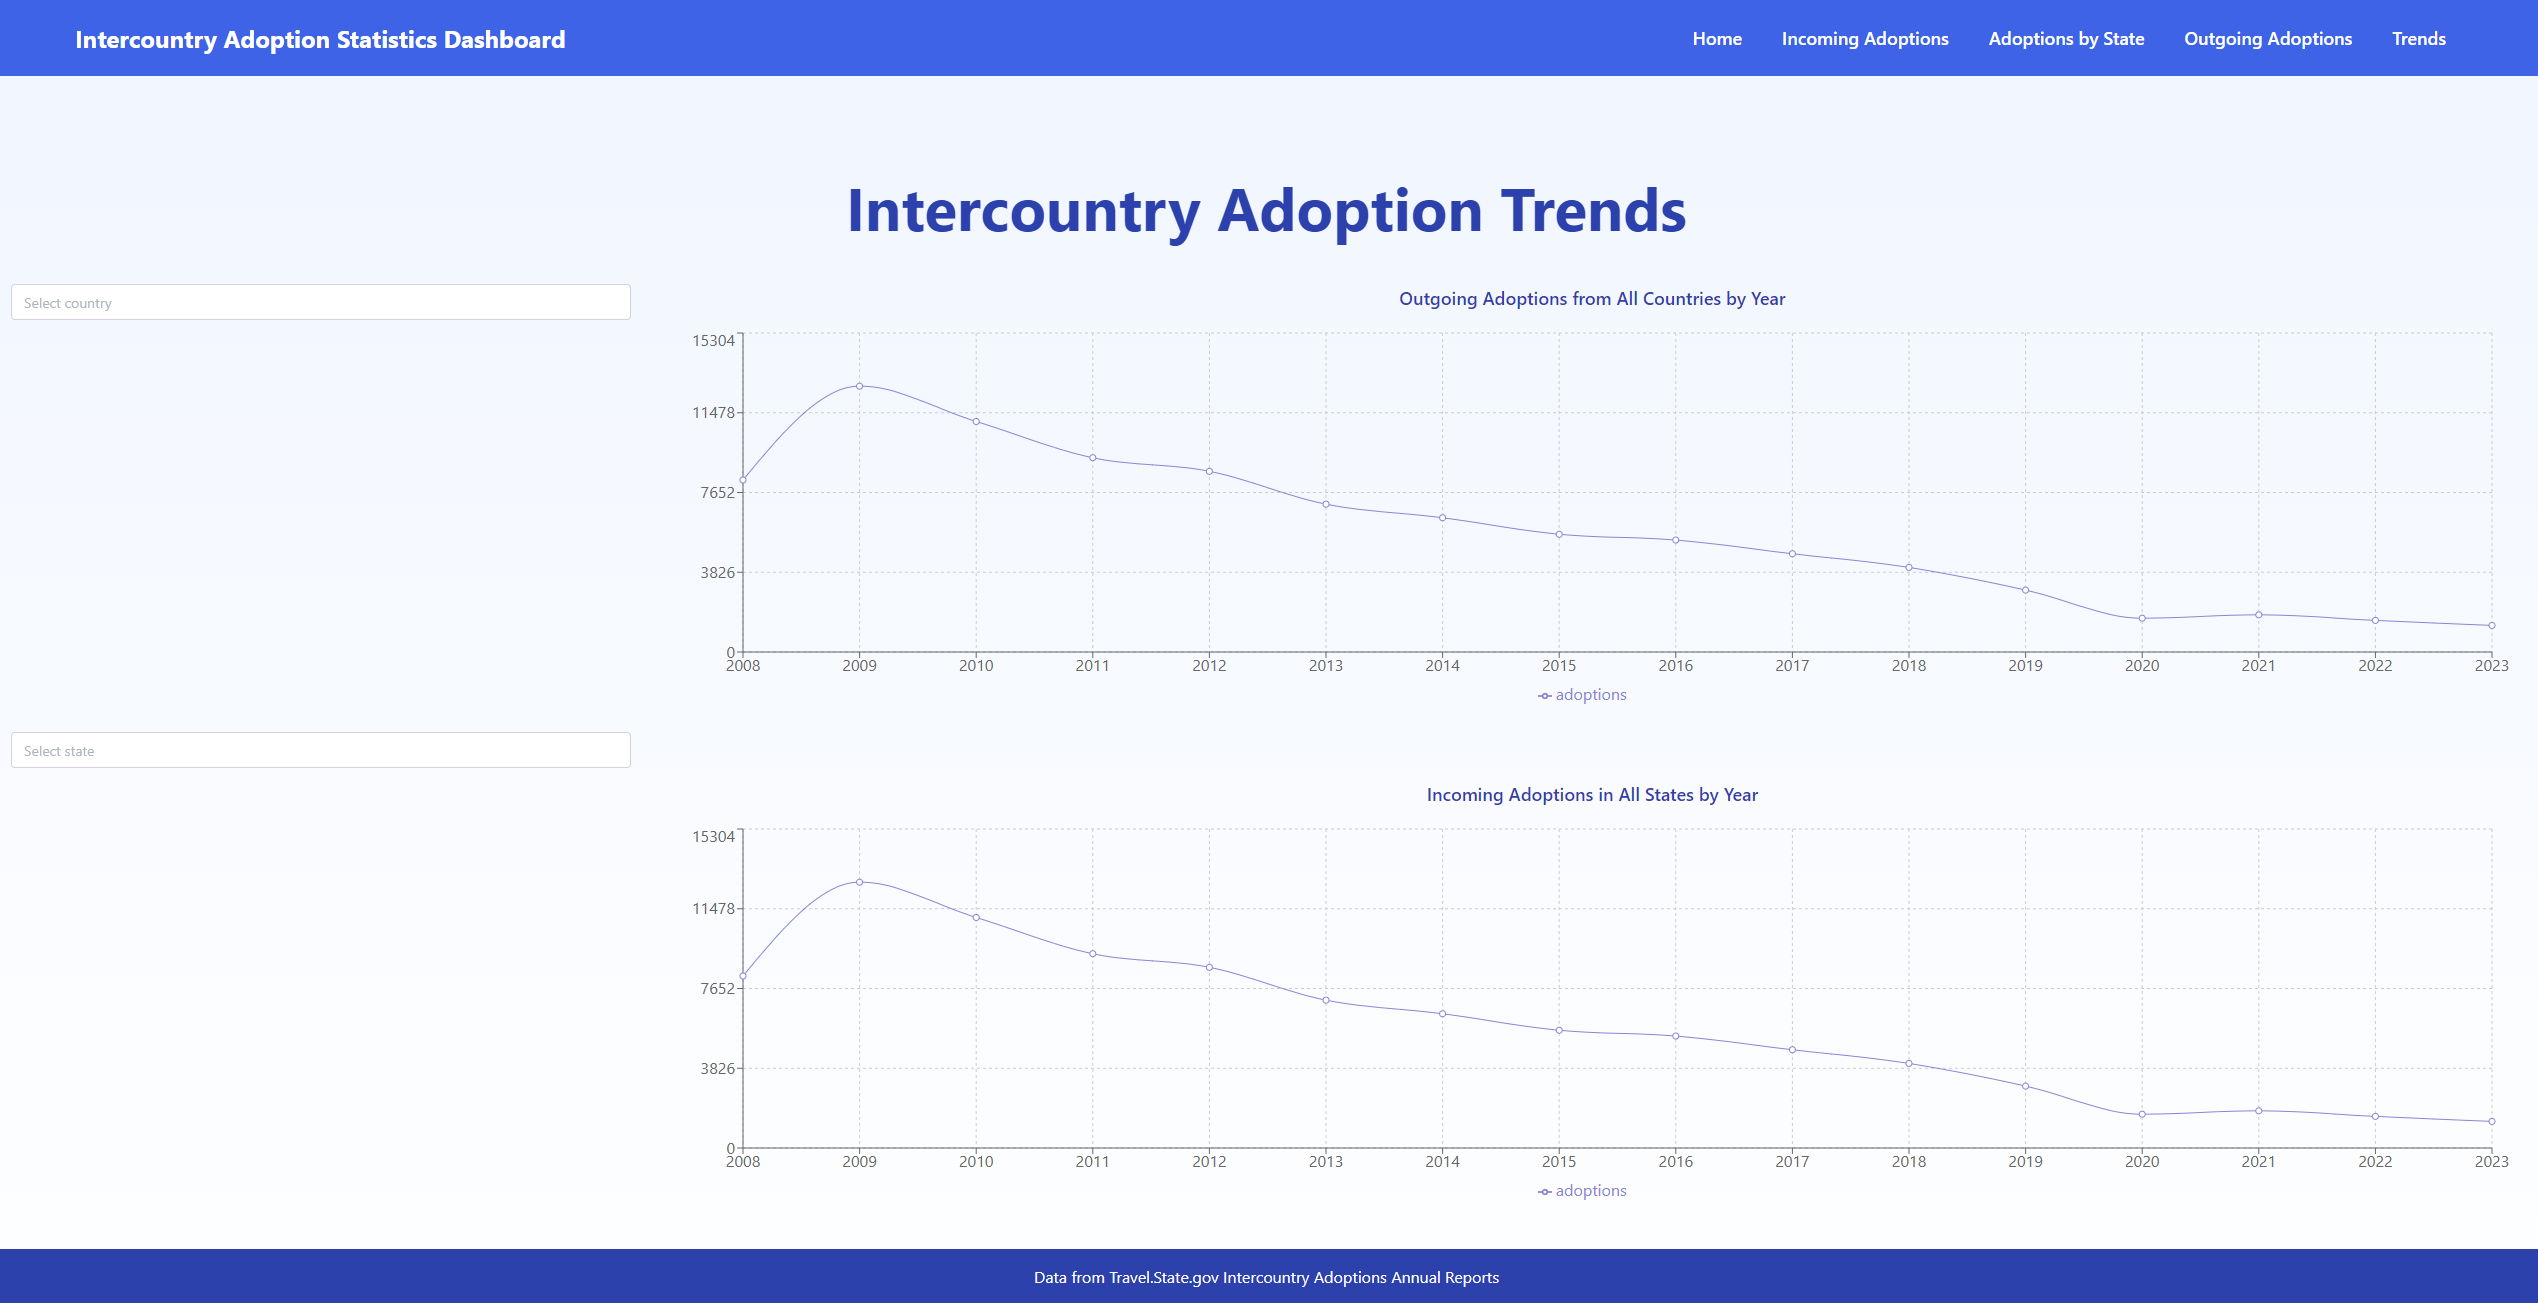 Intercountry Adoption Statistics Dashboard
Home Incoming Adoptions Adoptions by State Outgoing Adoptions Trends
Intercountry Adoption Trends
Select country
Outgoing Adoptions from All Countries by Year
15304
11478
7652
3826
0
2008 2009 2010 2011 2012 2013 2014 2015 2016 2017 2018 2019 2020 2021 2022 2023
adoptions
Select state
Incoming Adoptions in All States by Year
15304
11478
7652
3826
0
2008 2009 2010 2011 2012 2013 2014 2015 2016 2017 2018 2019 2020 2021 2022 2023
adoptions
Data from Travel.State.gov Intercountry Adoptions Annual Reports